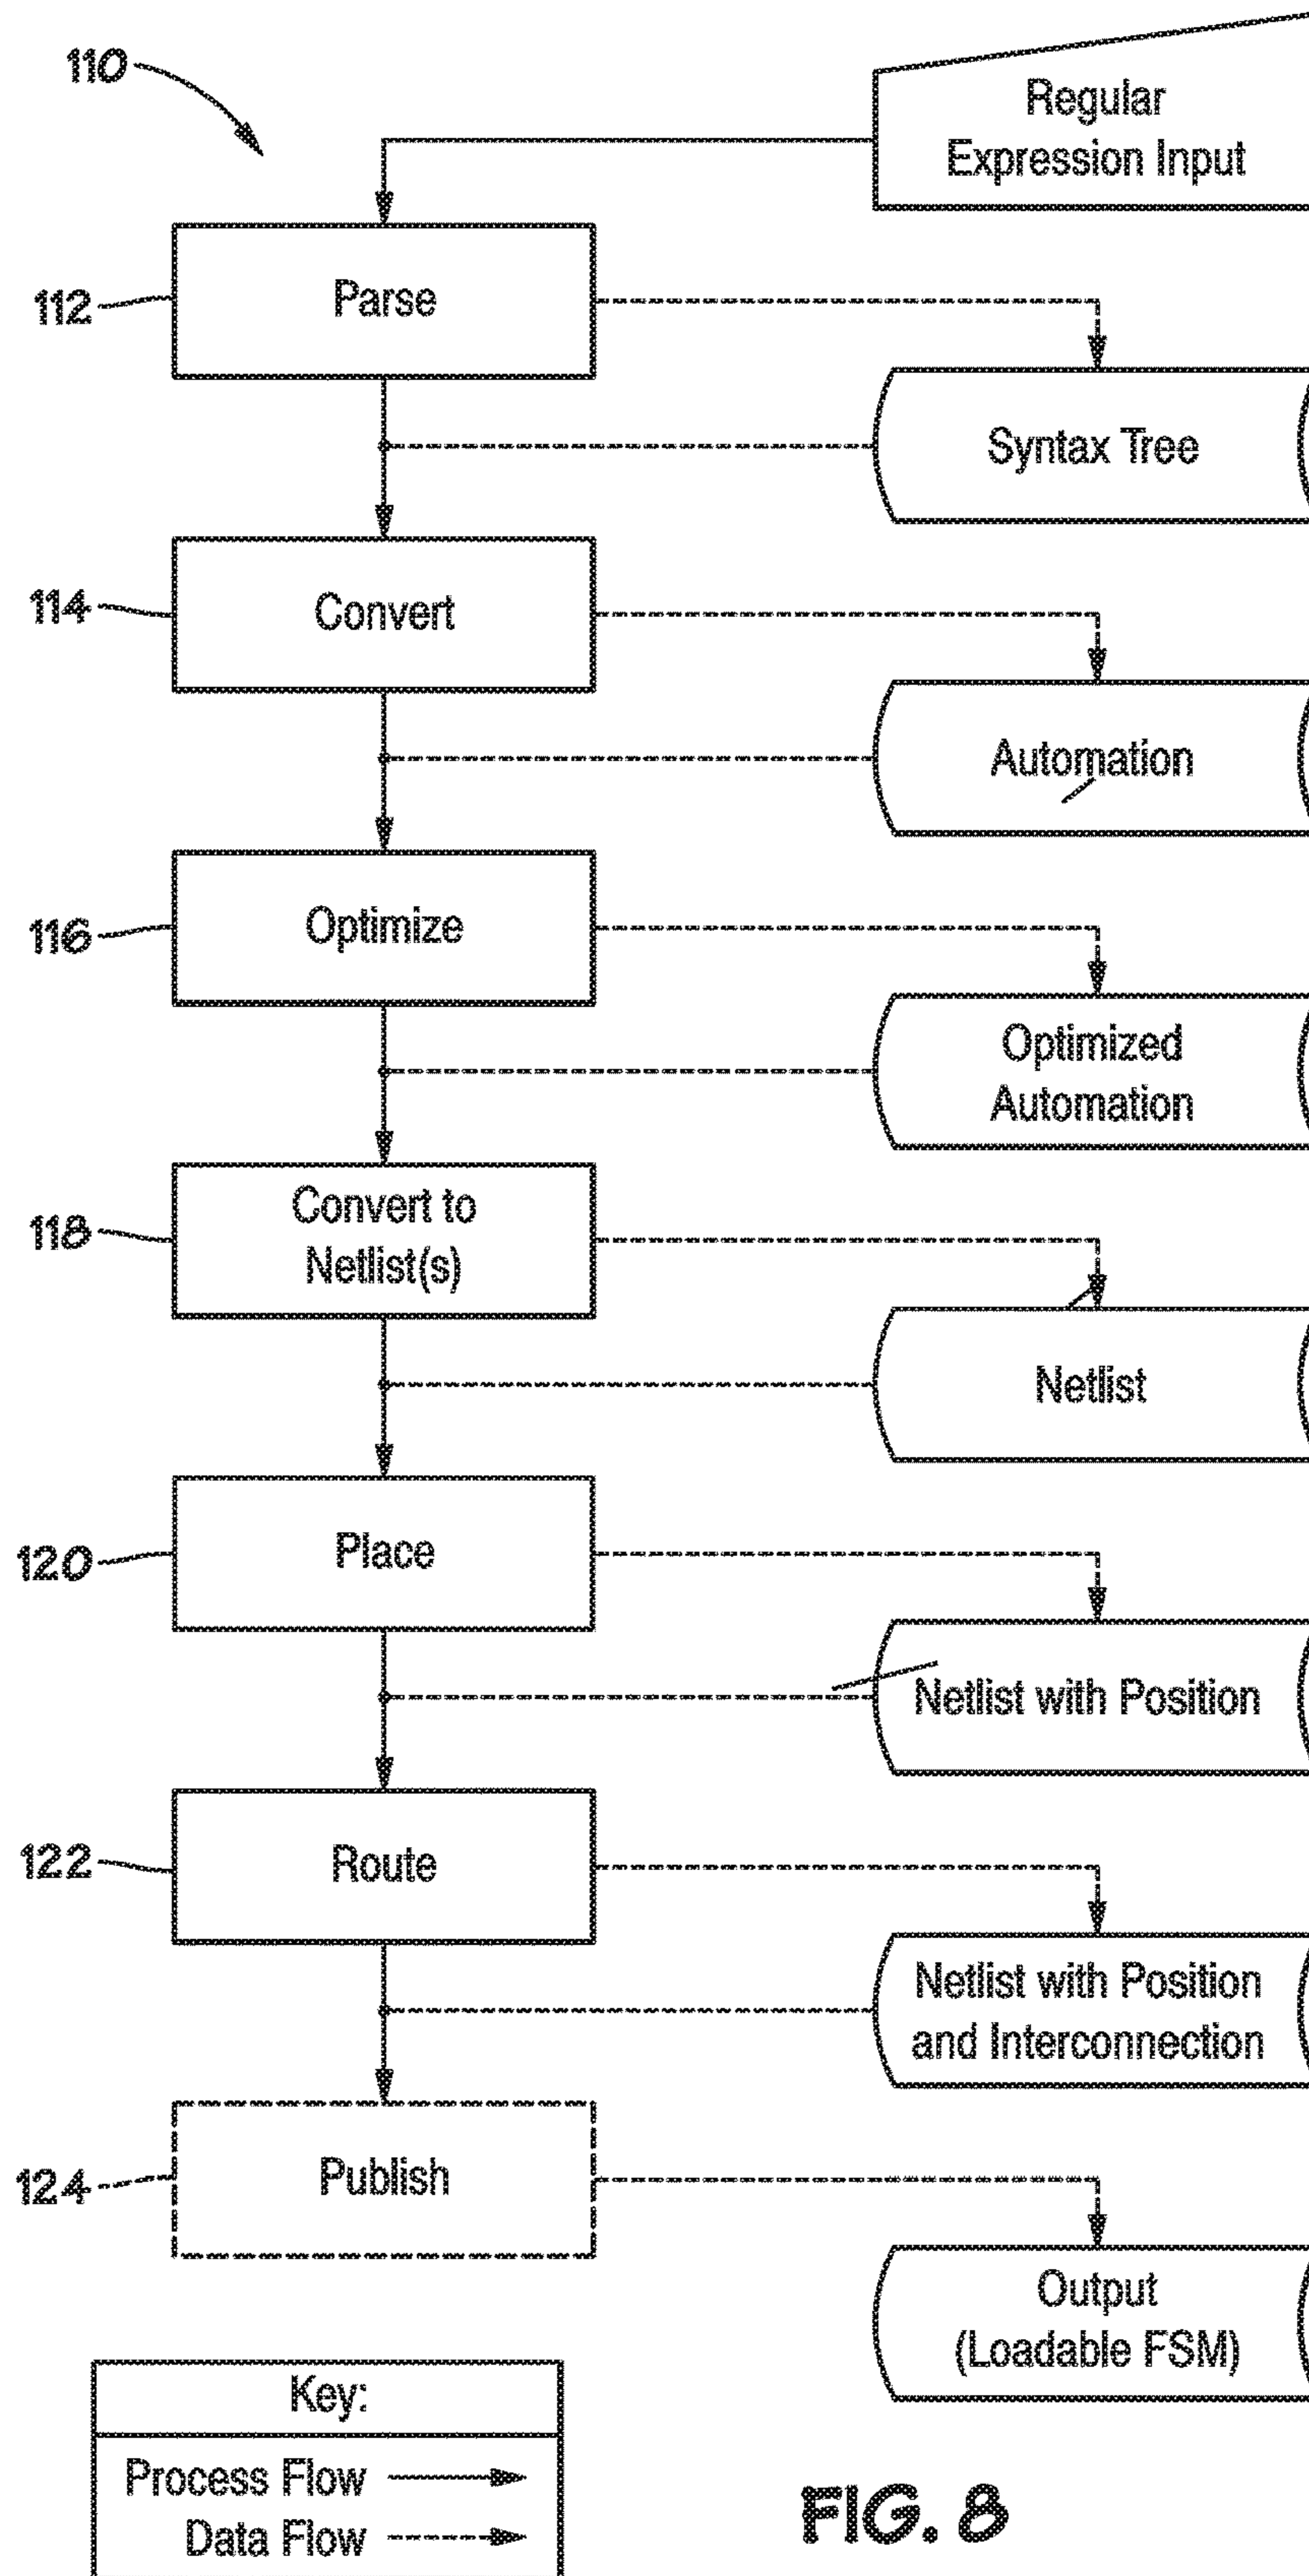 110
Regular
Expression Input
112
Parse
Syntax Tree
114
Convert
Automation
116
Optimize
Optimized
Automation
118
Convert to
Netlist(s)
Netlist
120
Place
Netlist with Position
122
Route
Netlist with Position
and Interconnection
124
Publish
Output
(Loadable FSM)
Key:
Process Flow
Data Flow
FIG. 8